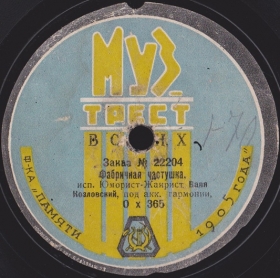 МУЗ
ТРЕСТ
ВСНХ
Заказ № 22204
Фабричная частушка.
исп. Юморист-Жанрист Ваня
Козловский, под акк. гармонии,
О х 365
Ф-КА „ПАМЯТИ 1905 ГОДА"